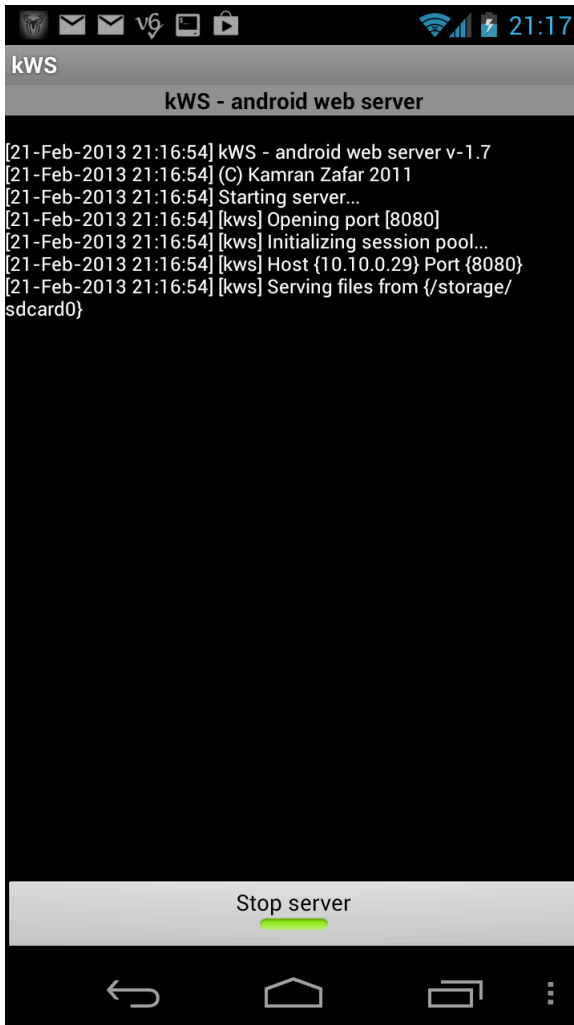 v6 21:17
kWS
kWS - android web server
[21-Feb-2013 21:16:54] kWS - android web server v-1.7
[21-Feb-2013 21:16:54] (C) Kamran Zafar 2011
[21-Feb-2013 21:16:54] Starting server...
[21-Feb-2013 21:16:54] [kws] Opening port [8080]
[21-Feb-2013 21:16:54] [kws] Initializing session pool...
[21-Feb-2013 21:16:54] [kws] Host {10.10.0.29} Port {8080}
[21-Feb-2013 21:16:54] [kws] Serving files from {/storage/
sdcard0}
Stop server